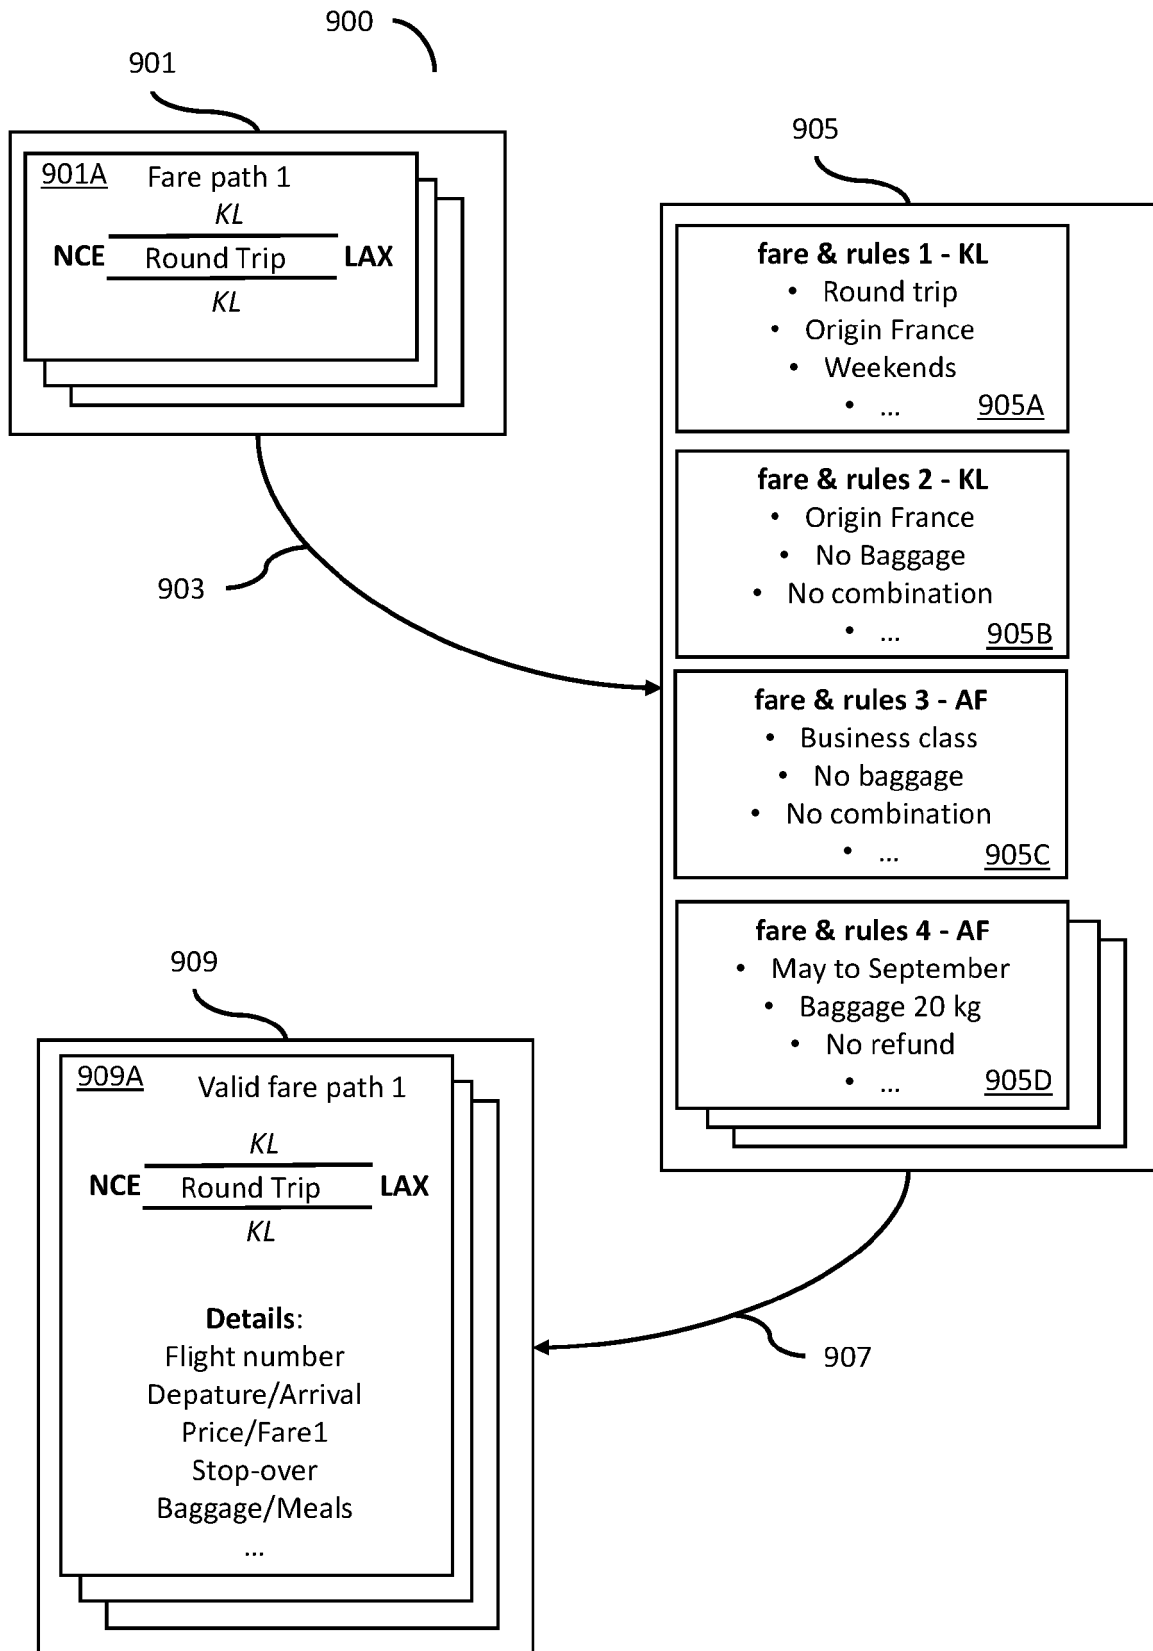 900
901
901A Fare path 1
KL
NCE Round Trip LAX
KL
903
905
fare & rules 1 - KL
• Round trip
• Origin France
• Weekends
• ... 905A
fare & rules 2 - KL
• Origin France
• No Baggage
• No combination
• ... 905B
fare & rules 3 - AF
• Business class
• No baggage
• No combination
• ... 905C
fare & rules 4 - AF
• May to September
• Baggage 20 kg
• No refund
• ... 905D
907
909
909A Valid fare path 1
KL
NCE Round Trip LAX
KL
Details:
Flight number
Depature/Arrival
Price/Fare1
Stop-over
Baggage/Meals
...